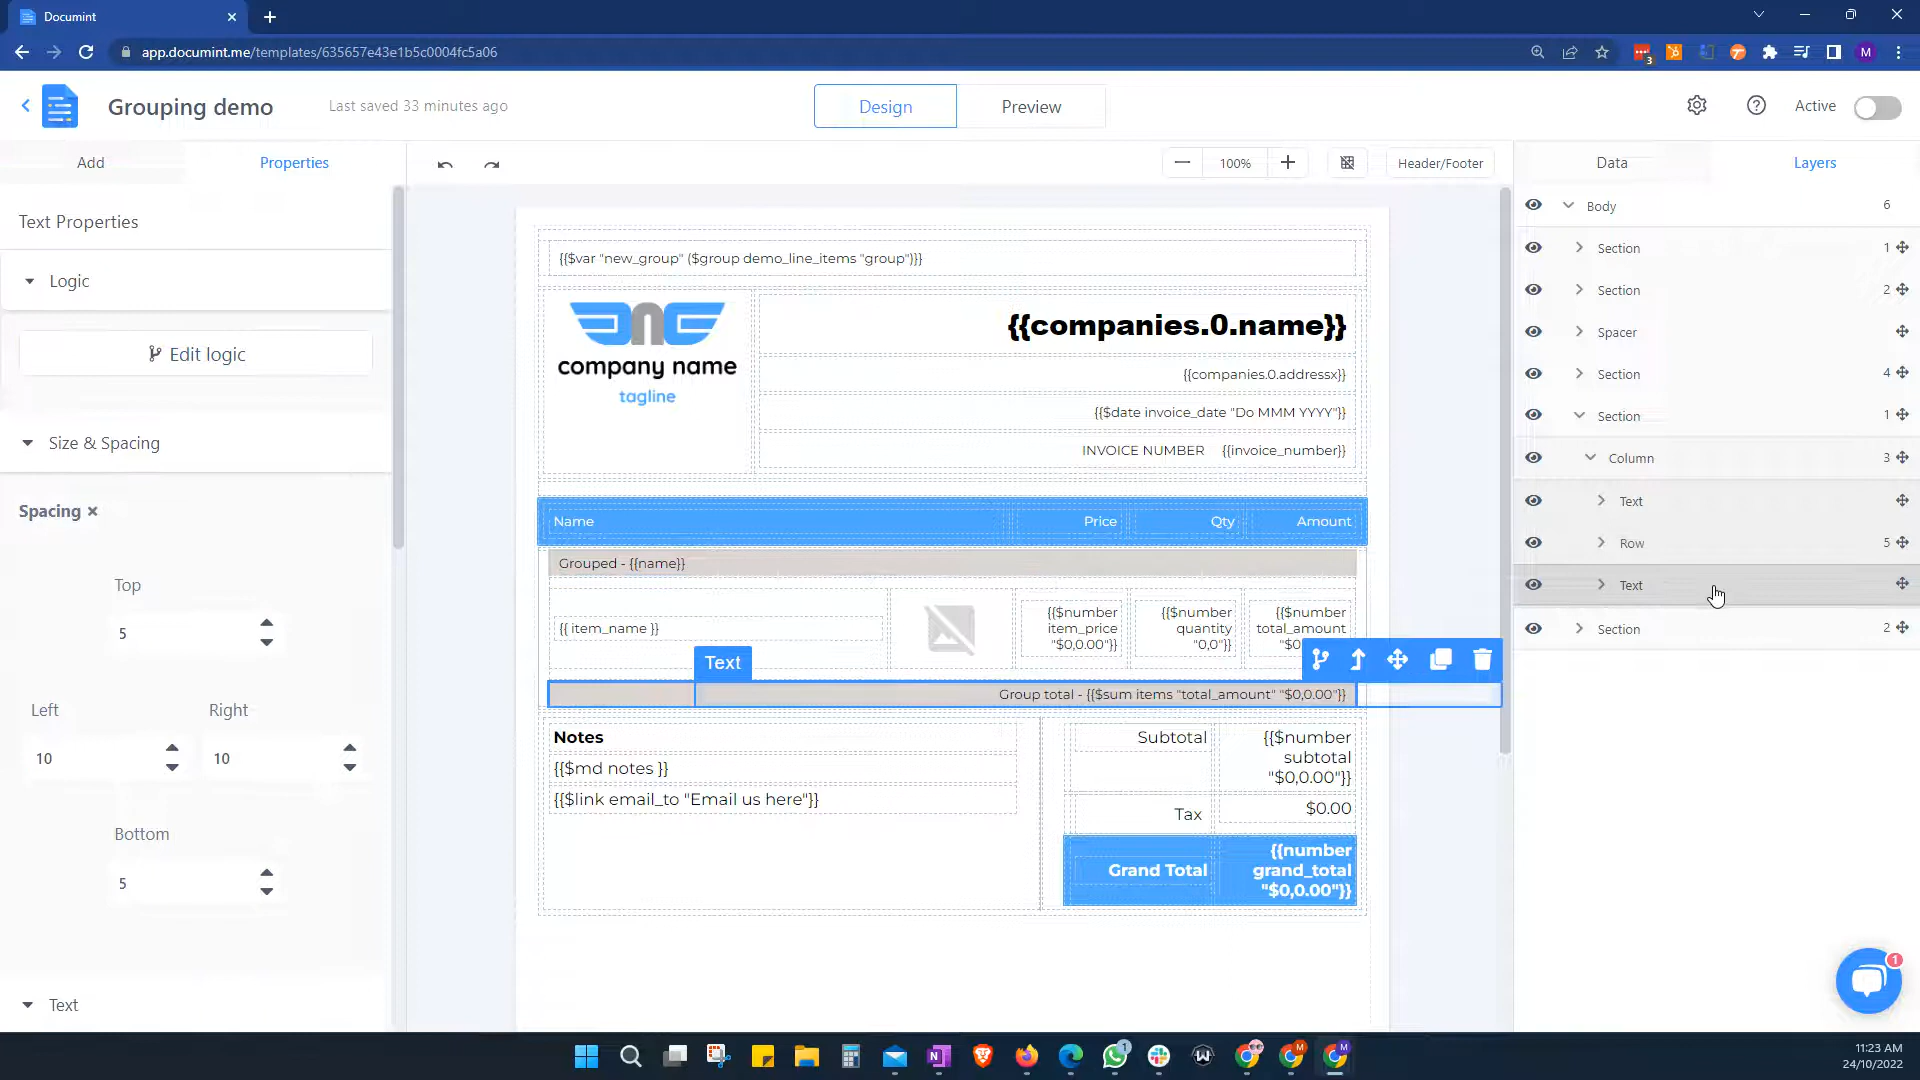 Documint
app.documint.me/templates/635657e43e1b5c0004fc5a06
3
M
Grouping demo
Last saved 33 minutes ago
Design
Preview
Active
Add
Properties
100%
Header/Footer
Data
Layers
Text Properties
Logic
Edit logic
Size & Spacing
Spacing
Top
5
Left
Right
10
10
Bottom
5
Text
{{$var "new_group" ($group demo_line_items "group")}}
company name
tagline
{{companies.0.name}}
{{companies.0.addressx}}
{{$date invoice_date "Do MMM YYYY"}}
INVOICE NUMBER {{invoice_number}}
Name
Price
Qty
Amount
Grouped - {{name}}
{{ item_name }}
{{$number
item_price
"$0,0.00"}}
{{$number
quantity
"0,0"}}
{{$number
total_amount
"$0
Text
Group total - {{$sum items "total_amount" "$0,0.00"}}
Notes
{{$md notes }}
{{$link email_to "Email us here"}}
Subtotal
{{$number
subtotal
"$0,0.00"}}
Tax
$0.00
Grand Total
{{number
grand_total
"$0,0.00"}}
Body
6
Section
1
Section
2
Spacer
Section
4
Section
1
Column
3
Text
Row
5
Text
Section
2
1
N
1
M
M
11:23 AM
24/10/2022